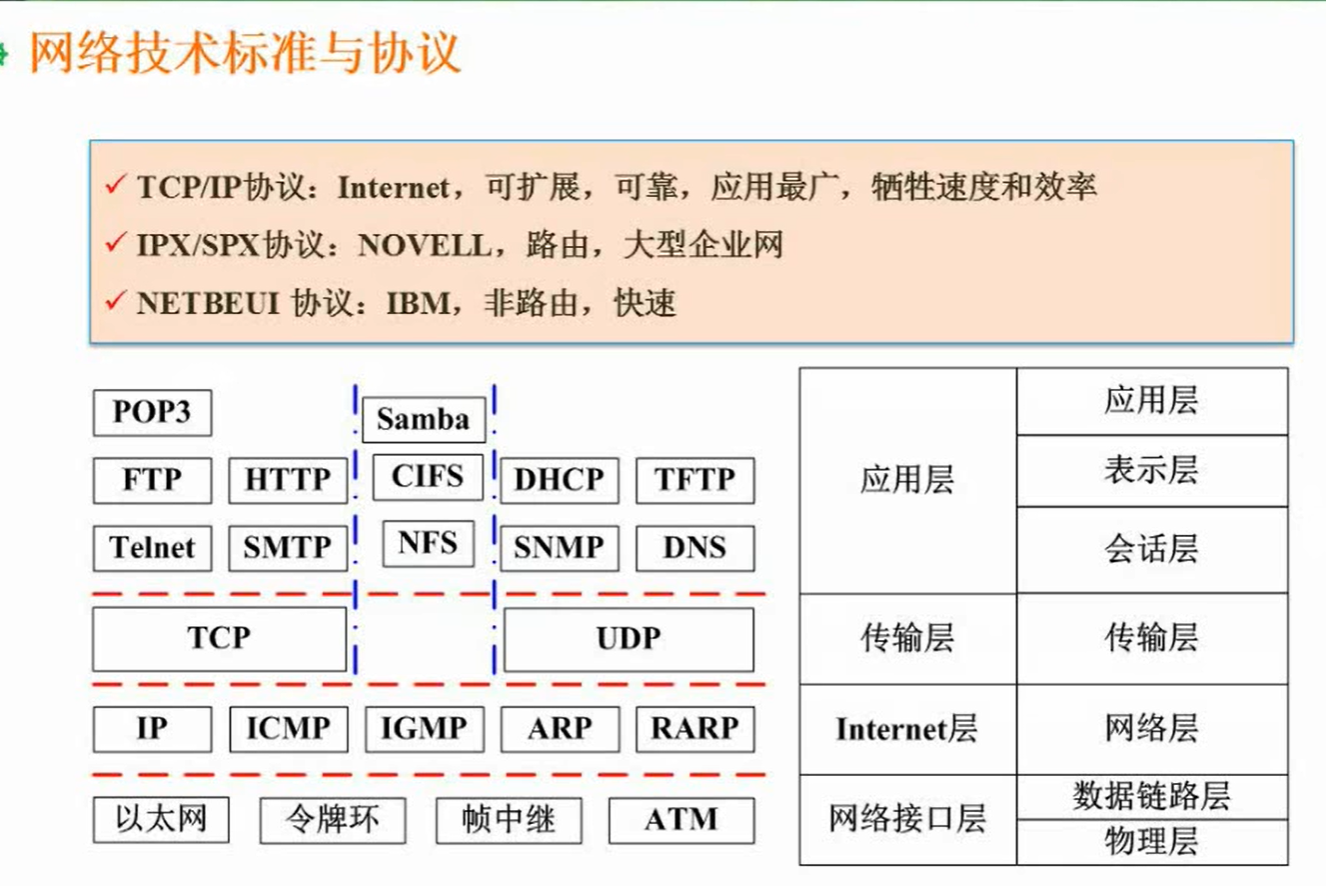 网络技术标准与协议
TCP/IP协议：Internet，可扩展，可靠，应用最广，牺牲速度和效率
IPX/SPX协议：NOVELL，路由，大型企业网
NETBEUI 协议：IBM，非路由，快速
POP3 Samba
FTP HTTP CIFS DHCP TFTP
Telnet SMTP NFS SNMP DNS
TCP UDP
IP ICMP IGMP ARP RARP
以太网 令牌环 帧中继 ATM
应用层 应用层
表示层
会话层
传输层 传输层
Internet层 网络层
网络接口层 数据链路层
物理层